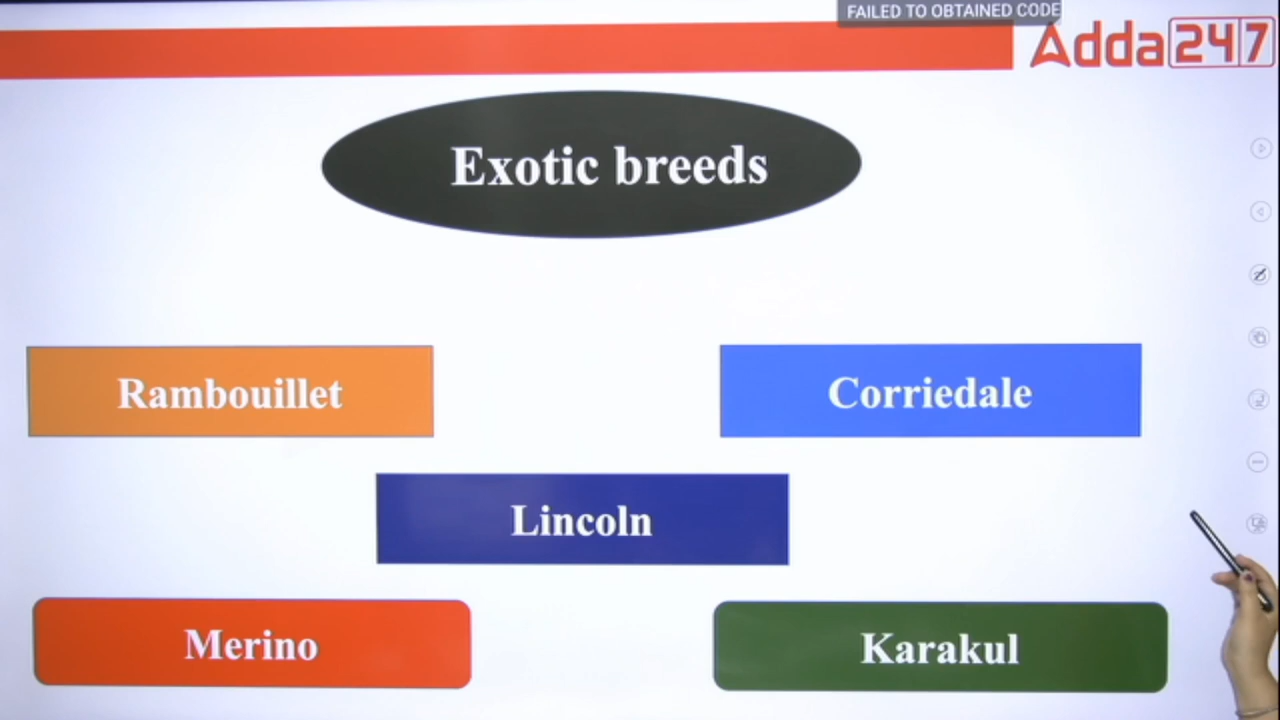 FAILED TO OBTAINED CODE
Adda247
Exotic breeds
Rambouillet
Corriedale
Lincoln
Merino
Karakul